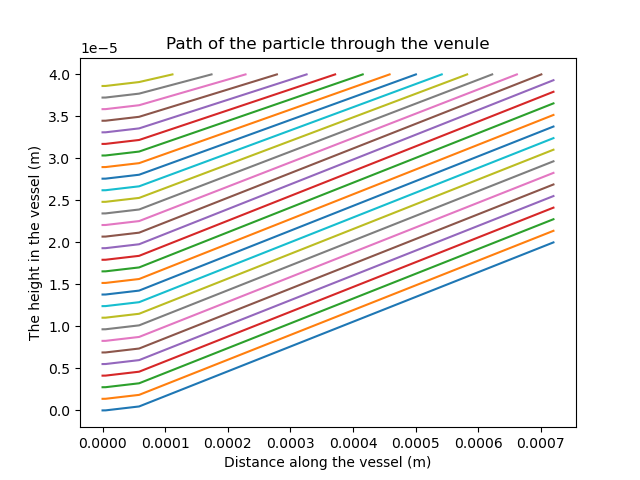 Path of the particle through the venule
1e−5
4.0
3.5
3.0
2.5
2.0
1.5
1.0
0.5
0.0
The height in the vessel (m)
0.0000 0.0001 0.0002 0.0003 0.0004 0.0005 0.0006 0.0007
Distance along the vessel (m)